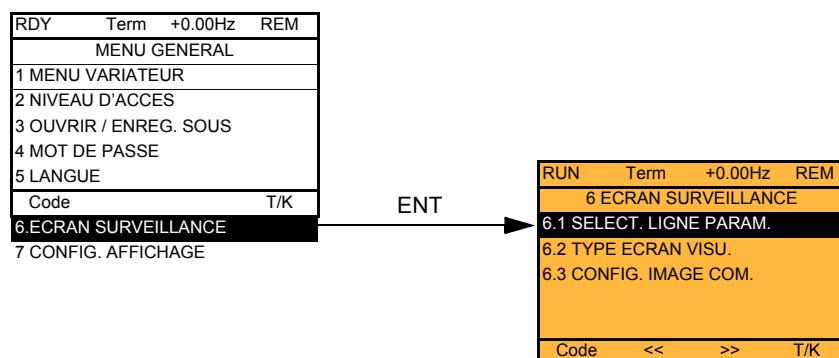 RDY Term +0.00Hz REM
MENU GENERAL
1 MENU VARIATEUR
2 NIVEAU D'ACCES
3 OUVRIR / ENREG. SOUS
4 MOT DE PASSE
5 LANGUE
Code T/K
6.ECRAN SURVEILLANCE
7 CONFIG. AFFICHAGE
ENT
RUN Term +0.00Hz REM
6 ECRAN SURVEILLANCE
6.1 SELECT. LIGNE PARAM.
6.2 TYPE ECRAN VISU.
6.3 CONFIG. IMAGE COM.
Code << >> T/K